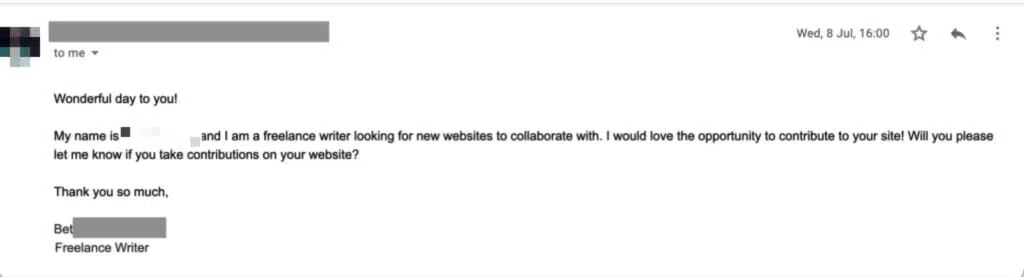 Wed, 8 Jul, 16:00
to me
Wonderful day to you!
My name is and I am a freelance writer looking for new websites to collaborate with. I would love the opportunity to contribute to your site! Will you please
let me know if you take contributions on your website?
Thank you so much,
Bet
Freelance Writer